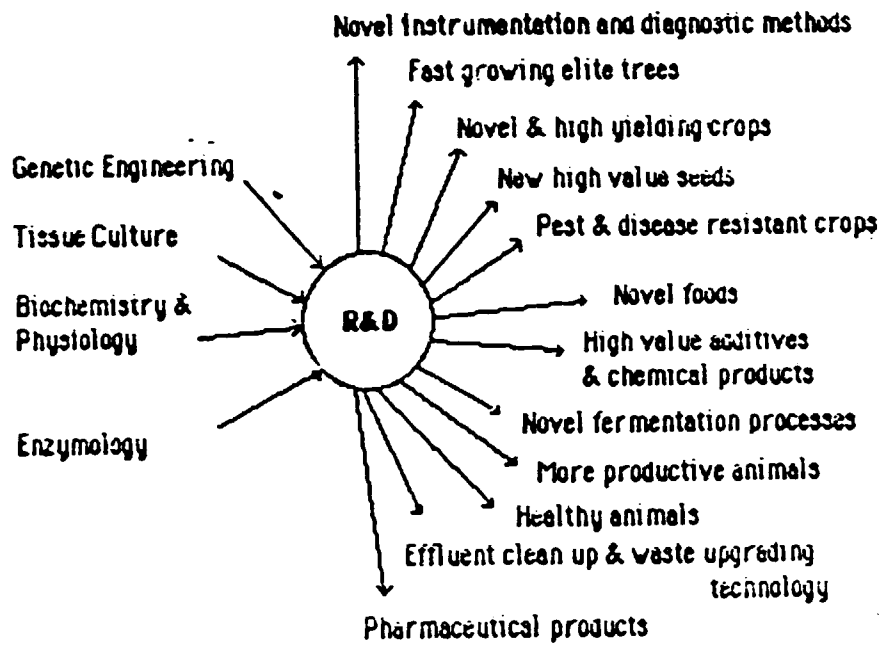 Novel Instrumentation and diagnostic methods
Fast growing elite trees
Novel & high yielding crops
New high value seeds
Pest & disease resistant crops
Novel foods
High value additives
& chemical products
Novel fermentation processes
More productive animals
Healthy animals
Effluent clean up & waste upgrading
technology
Pharmaceutical products
Genetic Engineering
Tissue Culture
Biochemistry &
Physiology
Enzymology
R&D